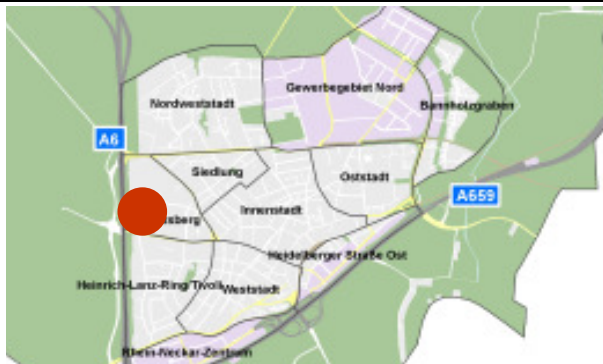 Gewerbegebiet Nord
Nordweststadt
Bannholzgraben
A6
Siedlung
Oststadt
A659
Innenstadt
sberg
Heidelberger Straße Ost
Heinrich-Lanz-Ring/Tivoli
Weststadt
Rhein-Neckar-Zentrum